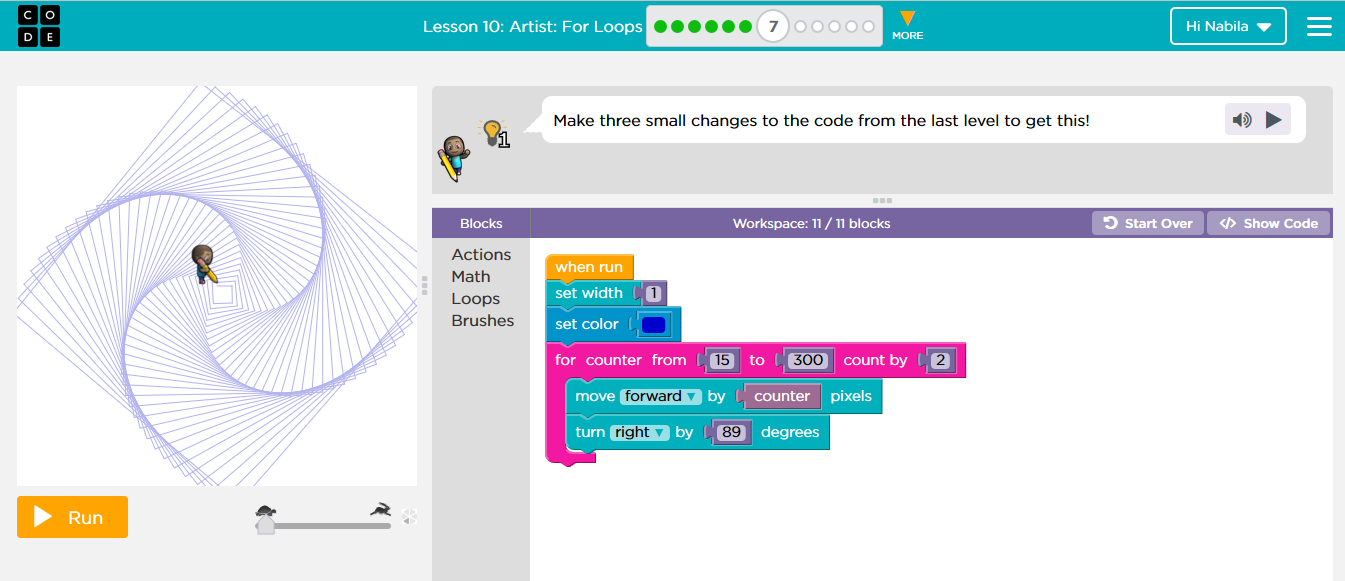 C O
D E
Lesson 10: Artist: For Loops
7
MORE
Hi Nabila
1
Make three small changes to the code from the last level to get this!
Blocks
Workspace: 11 / 11 blocks
Start Over
</> Show Code
Actions
Math
Loops
Brushes
when run
set width 1
set color
for counter from 15 to 300 count by 2
move forward by counter pixels
turn right by 89 degrees
Run